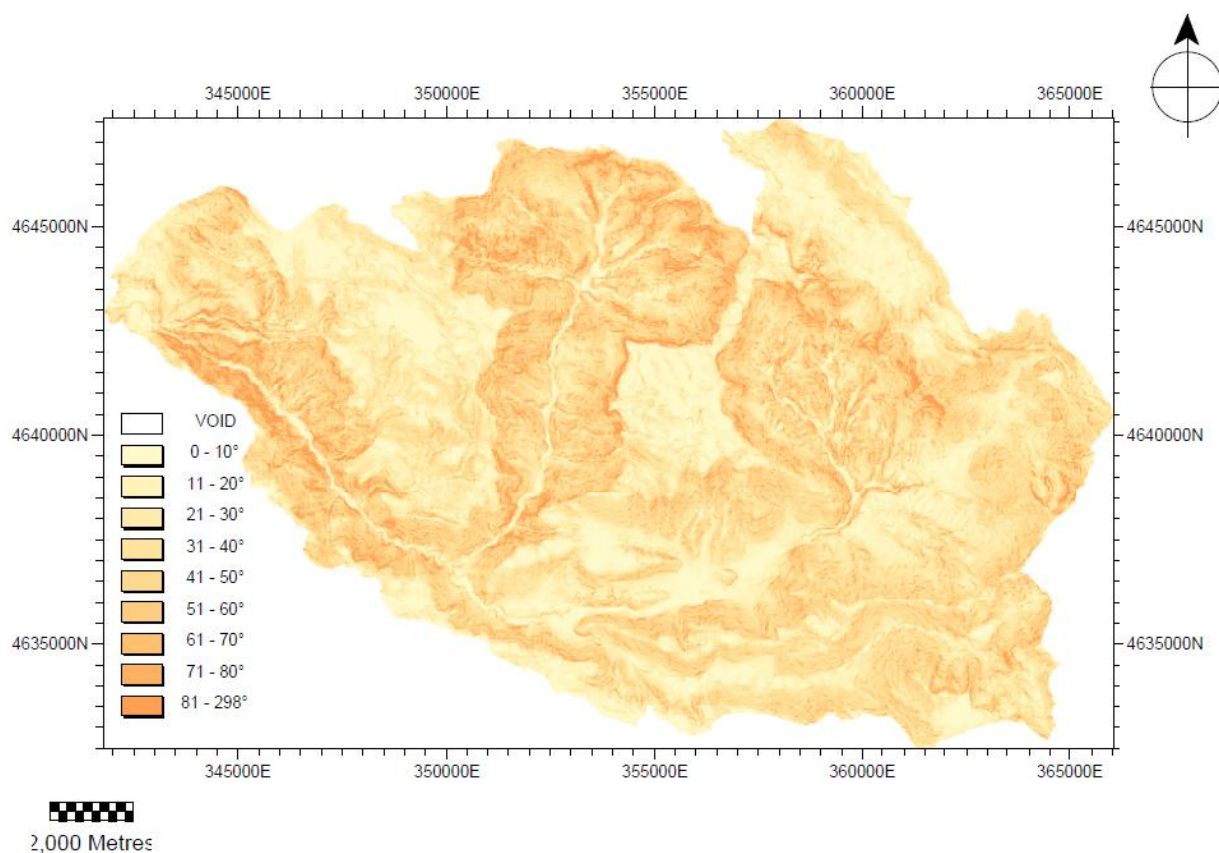 345000E 350000E 355000E 360000E 365000E
4645000N 4645000N
4640000N 4640000N
VOID
0 - 10°
11 - 20°
21 - 30°
31 - 40°
41 - 50°
51 - 60°
61 - 70°
71 - 80°
81 - 298°
4635000N 4635000N
345000E 350000E 355000E 360000E 365000E
2,000 Metres